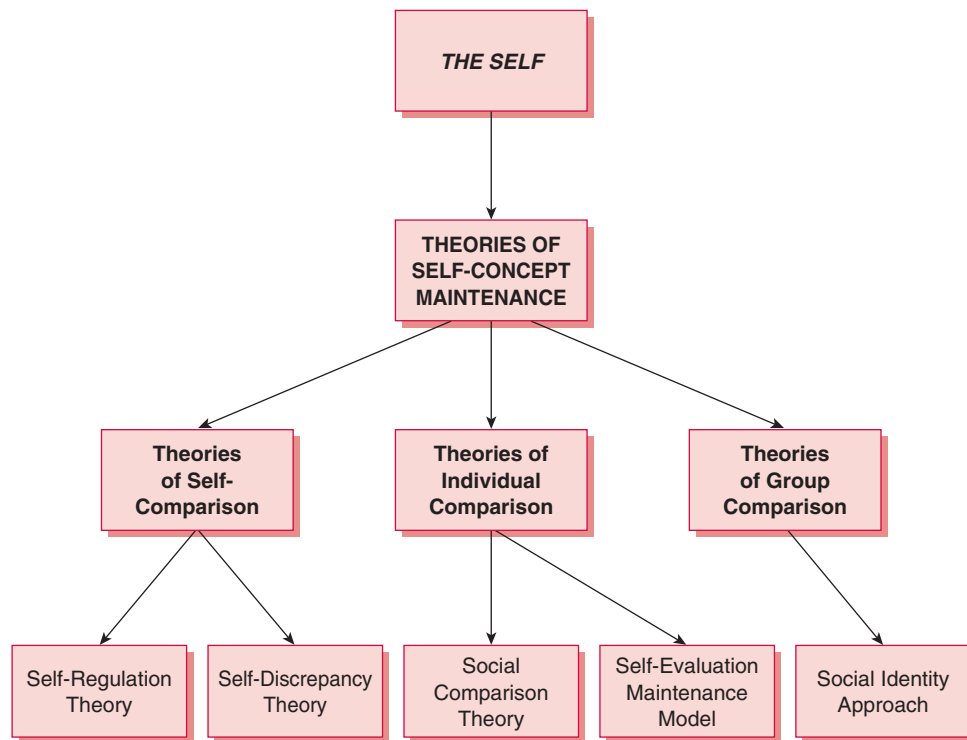 THE SELF
THEORIES OF
SELF-CONCEPT
MAINTENANCE
Theories
of Self-
Comparison
Theories of
Individual
Comparison
Theories
of Group
Comparison
Self-Regulation
Theory
Self-Discrepancy
Theory
Social
Comparison
Theory
Self-Evaluation
Maintenance
Model
Social Identity
Approach